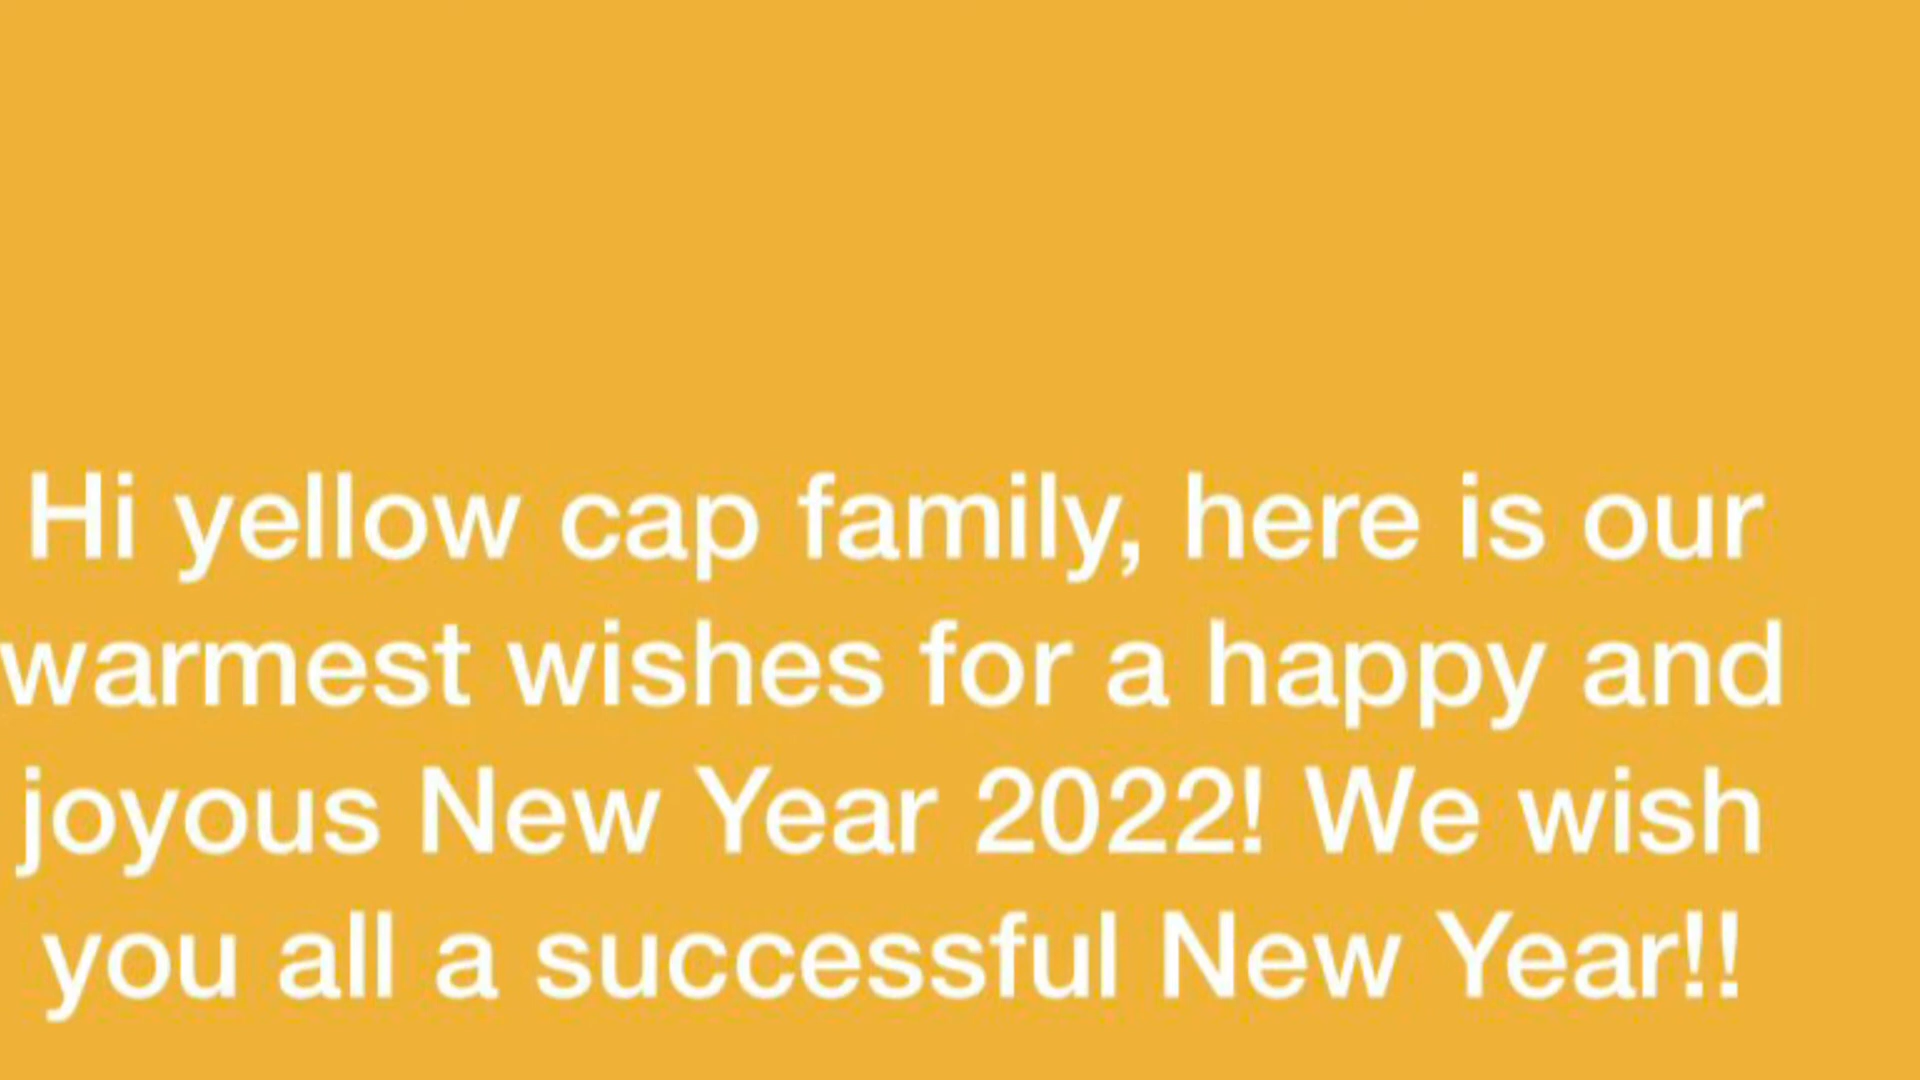 Hi yellow cap family, here is our
warmest wishes for a happy and
joyous New Year 2022! We wish
you all a successful New Year!!